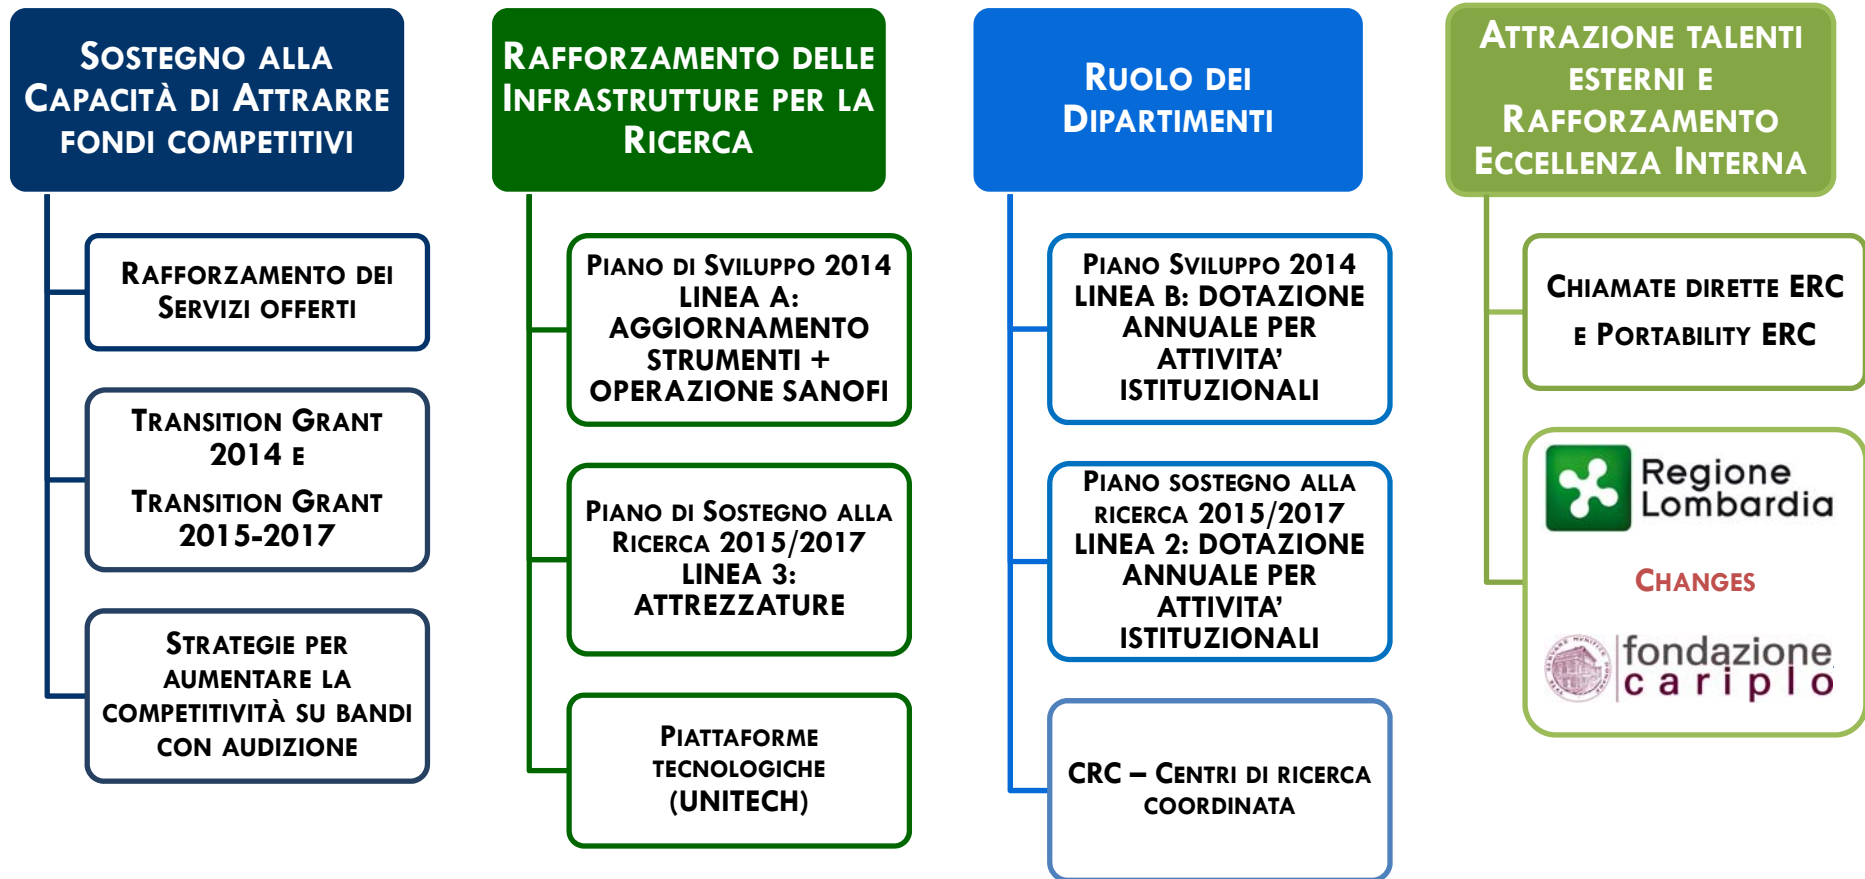 Sostegno alla
Capacità di Attrarre
fondi competitivi
Rafforzamento dei
Servizi offerti
Transition Grant
2014 e
Transition Grant
2015-2017
Strategie per
aumentare la
competitività su bandi
con audizione
Rafforzamento delle
Infrastrutture per la
Ricerca
Piano di Sviluppo 2014
LINEA A:
AGGIORNAMENTO
STRUMENTI +
OPERAZIONE SANOFI
Piano di Sostegno alla
Ricerca 2015/2017
LINEA 3:
ATTREZZATURE
Piattaforme
tecnologiche
(UNITECH)
Ruolo dei
Dipartimenti
Piano Sviluppo 2014
LINEA B: DOTAZIONE
ANNUALE PER
ATTIVITA'
ISTITUZIONALI
Piano sostegno alla
ricerca 2015/2017
LINEA 2: DOTAZIONE
ANNUALE PER
ATTIVITA'
ISTITUZIONALI
CRC – Centri di ricerca
coordinata
Attrazione talenti
esterni e
Rafforzamento
Eccellenza Interna
Chiamate dirette ERC
e Portability ERC
Regione
Lombardia
Changes
fondazione
cariplo